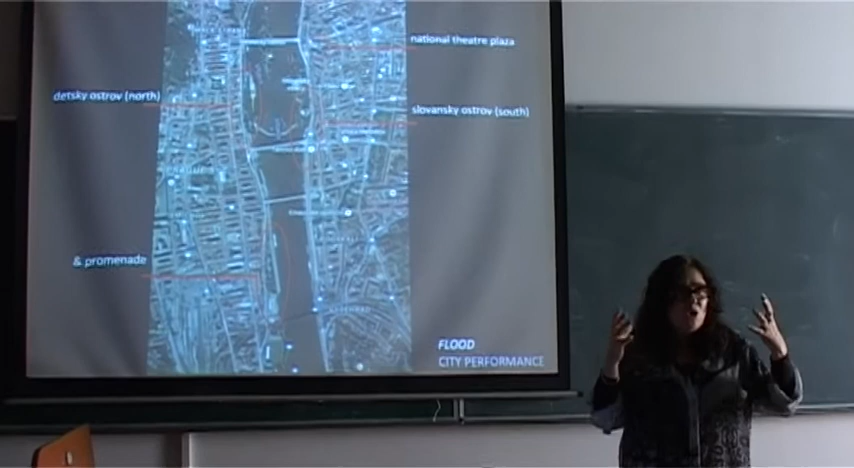 national theatre plaza
detsky ostrov (north)
slovansky ostrov (south)
& promenade
FLOOD
CITY PERFORMANCE